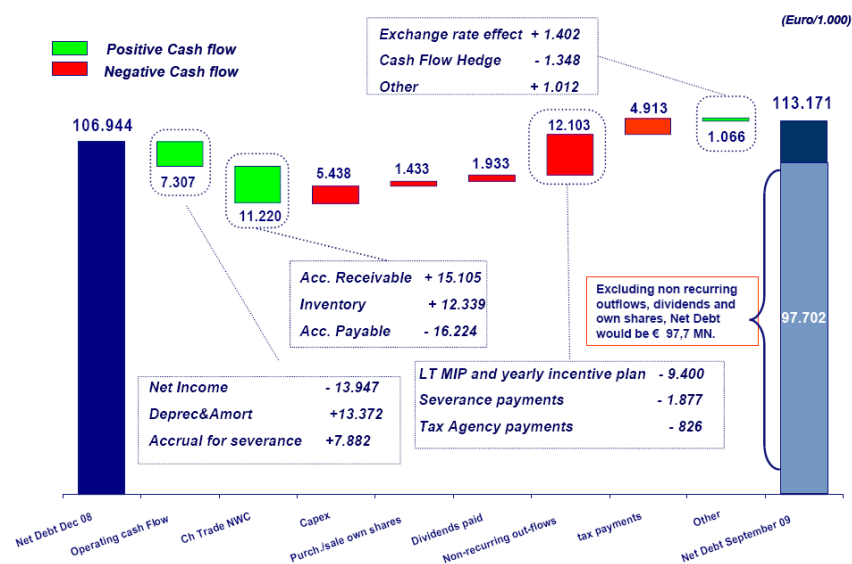 (Euro/1.000)
Positive Cash flow
Negative Cash flow
Exchange rate effect + 1.402
Cash Flow Hedge - 1.348
Other + 1.012
106.944
7.307
11.220
5.438
1.433
1.933
12.103
4.913
1.066
113.171
Acc. Receivable + 15.105
Inventory + 12.339
Acc. Payable - 16.224
Excluding non recurring
outflows, dividends and
own shares, Net Debt
would be € 97,7 MN.
97.702
Net Income - 13.947
Deprec&Amort +13.372
Accrual for severance +7.882
LT MIP and yearly incentive plan - 9.400
Severance payments - 1.877
Tax Agency payments - 826
Net Debt Dec 08
Operating cash Flow
Ch Trade NWC
Capex
Purch./sale own shares
Dividends paid
Non-recurring out-flows
tax payments
Other
Net Debt September 09